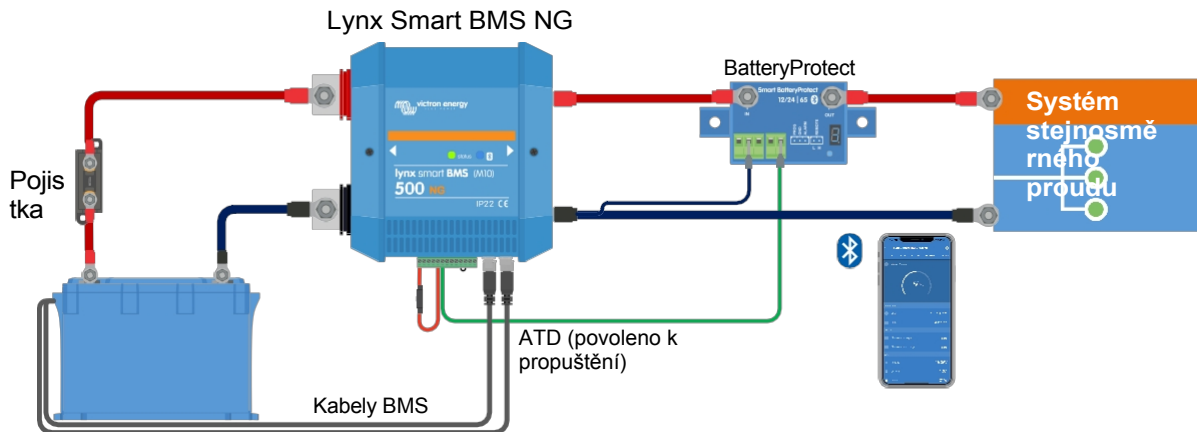 Lynx Smart BMS NG
BatteryProtect
victron energy
Smart BatteryProtect
12/24 | 65
IN
OUT
Systém
stejnosmě
rného
proudu
STATUS
lynx smart BMS (M10)
500 NG
IP22 CE
Pojis
tka
ATD (povoleno k
propuštění)
Kabely BMS